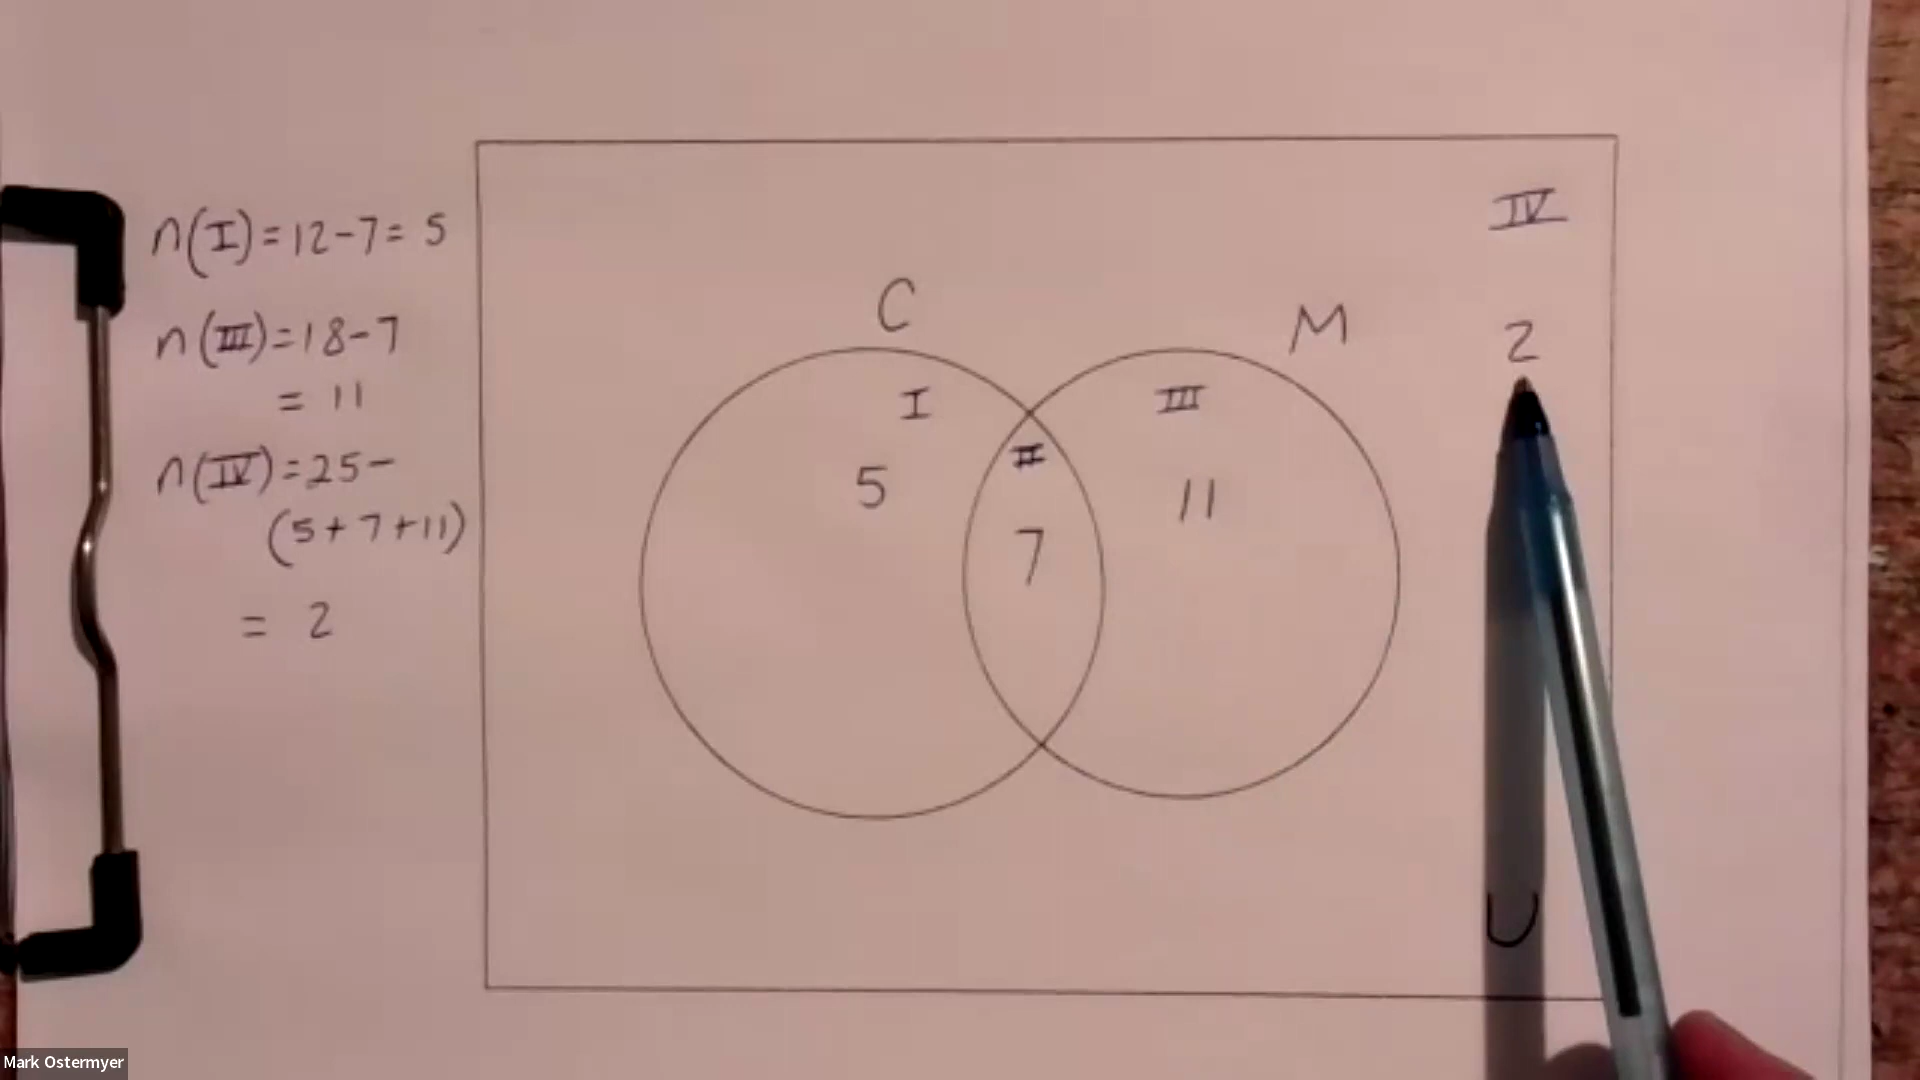 n(I)=12-7= 5
n(III)=18-7
= 11
n(IV)=25-
(5+7+11)
= 2
IV
C
M
2
I
III
II
5
11
7
U
Mark Ostermyer